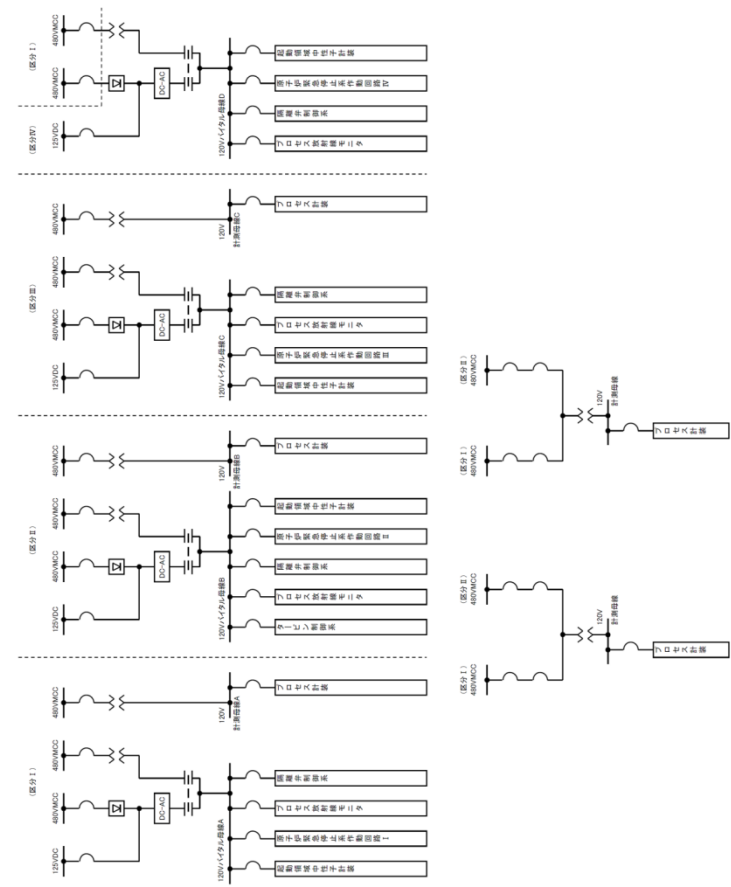 (区分Ⅰ)
480VMCC
480VMCC
(区分Ⅳ)
125VDC
DC-AC
120Vバイタル母線D
起動領域中性子計装
原子炉緊急停止系作動回路Ⅳ
隔離弁制御系
プロセス放射線モニタ
480VMCC
120V
計測母線C
プロセス計装
(区分Ⅲ)
480VMCC
480VMCC
125VDC
DC-AC
120Vバイタル母線C
隔離弁制御系
プロセス放射線モニタ
原子炉緊急停止系作動回路Ⅲ
起動領域中性子計装
480VMCC
120V
計測母線B
プロセス計装
(区分Ⅱ)
480VMCC
480VMCC
125VDC
DC-AC
120Vバイタル母線B
起動領域中性子計装
原子炉緊急停止系作動回路Ⅱ
隔離弁制御系
プロセス放射線モニタ
タービン制御系
480VMCC
120V
計測母線A
プロセス計装
(区分Ⅰ)
480VMCC
480VMCC
125VDC
DC-AC
120Vバイタル母線A
隔離弁制御系
プロセス放射線モニタ
原子炉緊急停止系作動回路Ⅰ
起動領域中性子計装
(区分Ⅱ)
480VMCC
(区分Ⅰ)
480VMCC
120V
計測母線
プロセス計装
(区分Ⅱ)
480VMCC
(区分Ⅰ)
480VMCC
120V
計測母線
プロセス計装